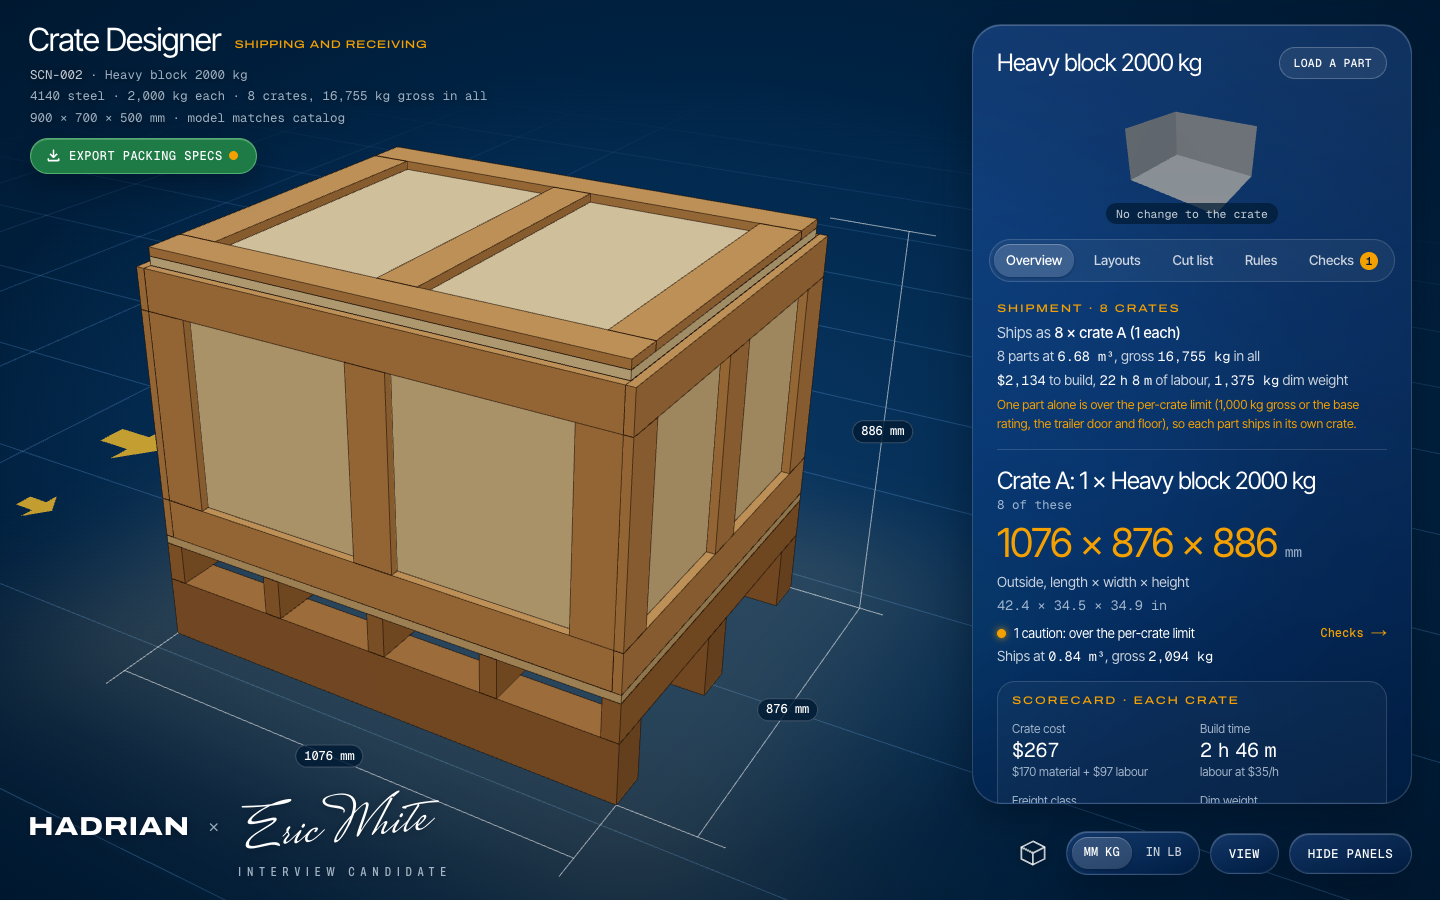 Crate Designer SHIPPING AND RECEIVING
SCN-002 · Heavy block 2000 kg
4140 steel · 2,000 kg each · 8 crates, 16,755 kg gross in all
900 × 700 × 500 mm · model matches catalog
EXPORT PACKING SPECS
886 mm
876 mm
1076 mm
HADRIAN × Eric White
INTERVIEW CANDIDATE
Heavy block 2000 kg
LOAD A PART
No change to the crate
Overview Layouts Cut list Rules Checks 1
SHIPMENT · 8 CRATES
Ships as 8 × crate A (1 each)
8 parts at 6.68 m³, gross 16,755 kg in all
$2,134 to build, 22 h 8 m of labour, 1,375 kg dim weight
One part alone is over the per-crate limit (1,000 kg gross or the base
rating, the trailer door and floor), so each part ships in its own crate.
Crate A: 1 × Heavy block 2000 kg
8 of these
1076 × 876 × 886 mm
Outside, length × width × height
42.4 × 34.5 × 34.9 in
1 caution: over the per-crate limit
Checks →
Ships at 0.84 m³, gross 2,094 kg
SCORECARD · EACH CRATE
Crate cost Build time
$267 2 h 46 m
$170 material + $97 labour labour at $35/h
Freight class Dim weight
MM KG IN LB VIEW HIDE PANELS